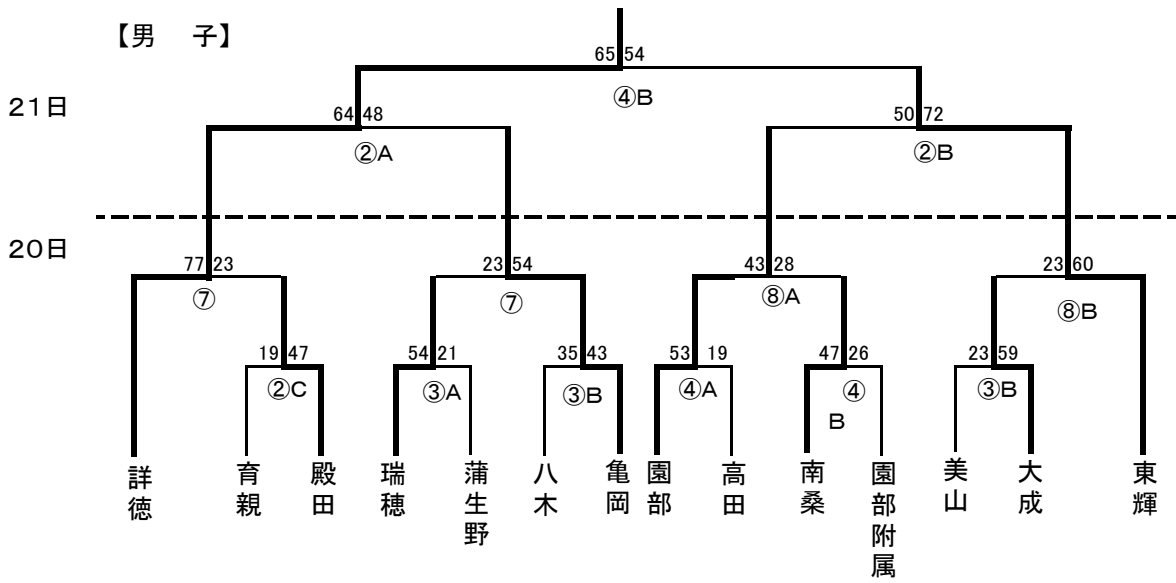 【男 子】
65 54
④B
21日
64 48
50 72
②A
②B
20日
77 23
23 54
43 28
23 60
⑦
⑦
⑧A
⑧B
19 47
54 21
35 43
53 19
47 26
23 59
②C
③A
③B
④A
④
B
③B
詳徳
育親
殿田
瑞穂
蒲生野
八木
亀岡
園部
高田
南桑
園部附属
美山
大成
東輝